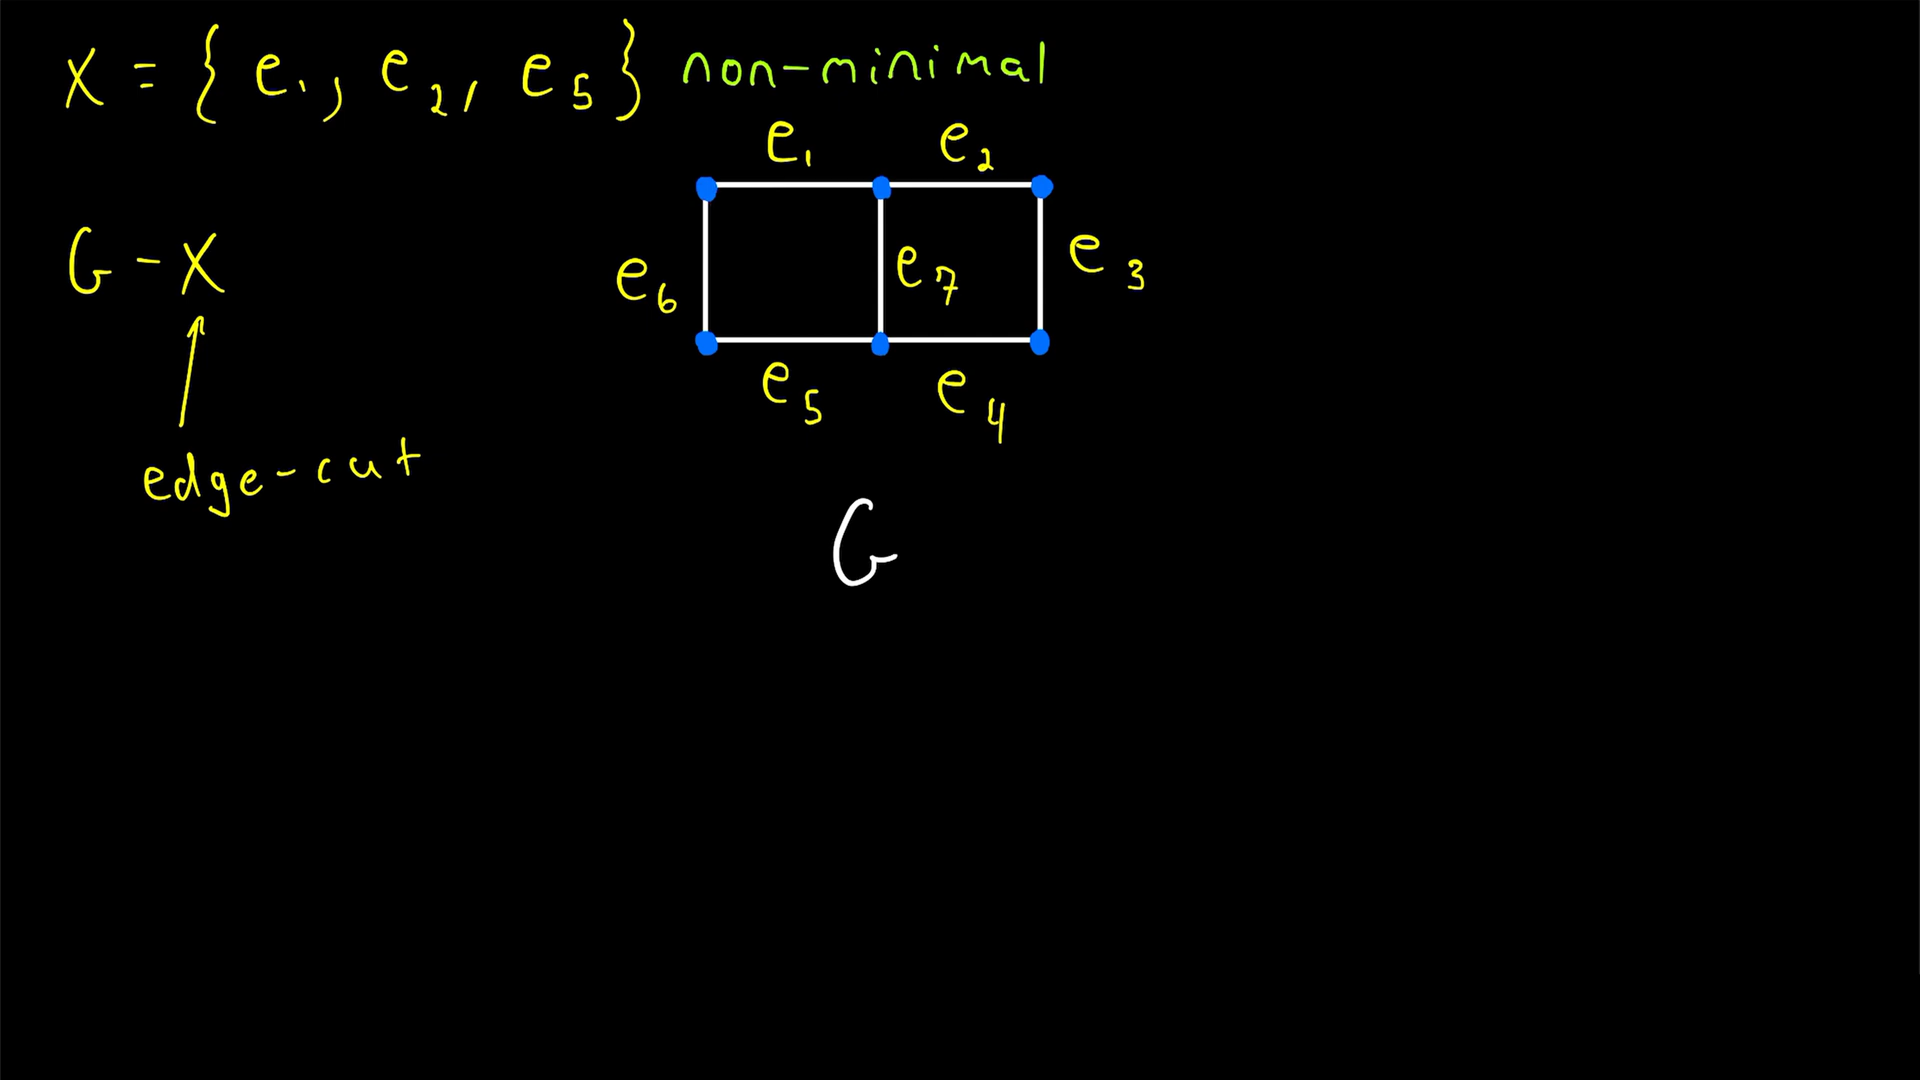 X = { e₁, e₂, e₅} non-minimal
e₁ e₂
G - X
e₆ e₇ e₃
e₅ e₄
edge-cut
G